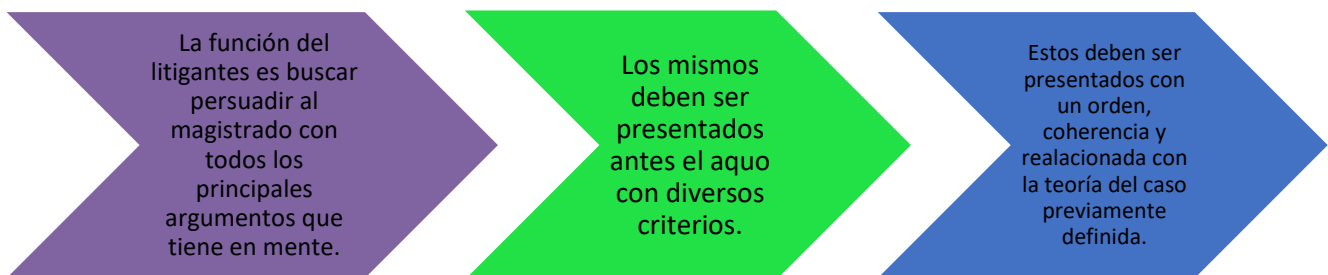 La función del
litigantes es buscar
persuadir al
magistrado con
todos los
principales
argumentos que
tiene en mente.
Los mismos
deben ser
presentados
antes el aquo
con diversos
criterios.
Estos deben ser
presentados con
un orden,
coherencia y
realacionada con
la teoría del caso
previamente
definida.